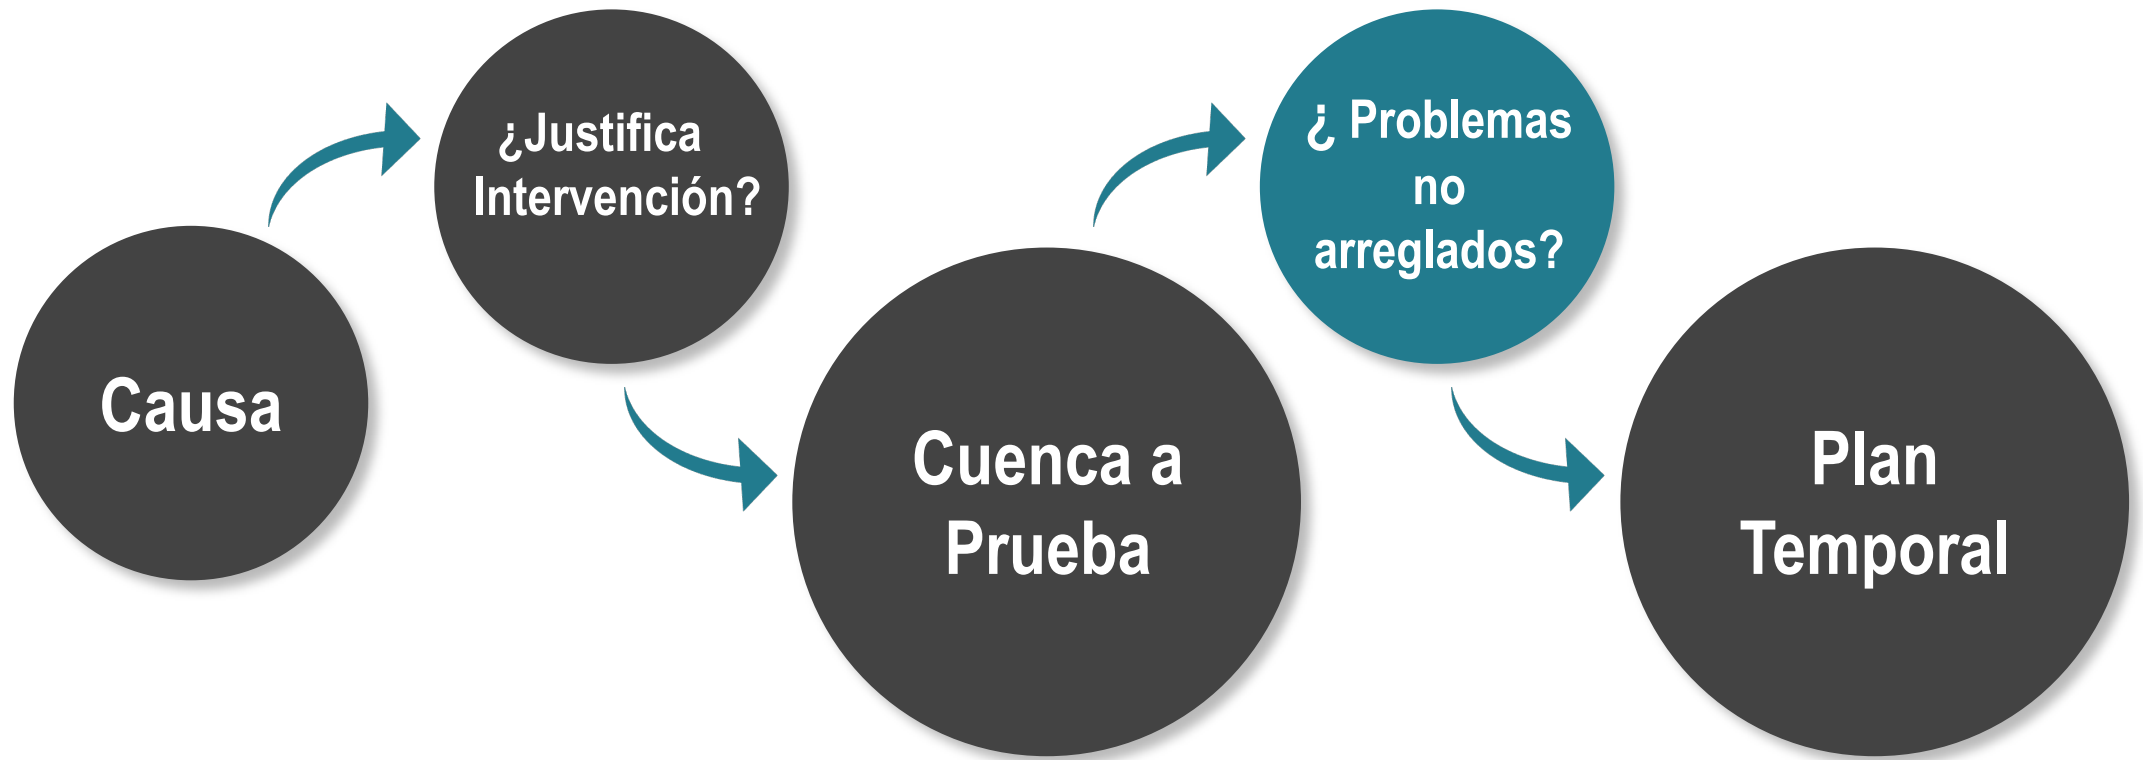 Causa
¿Justifica
Intervención?
Cuenca a
Prueba
¿ Problemas
no
arreglados?
Plan
Temporal